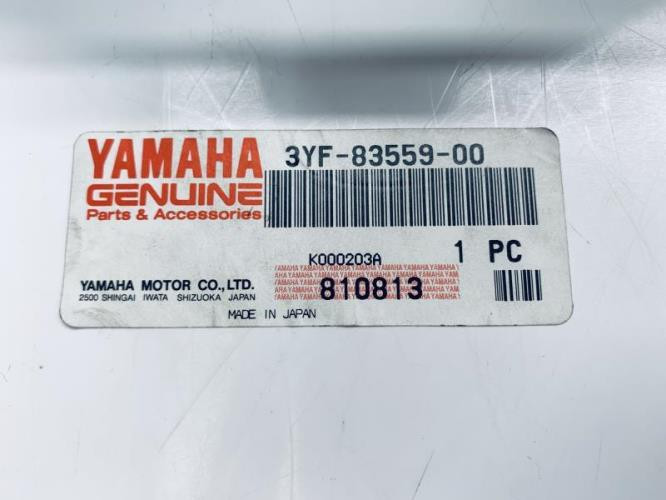 YAMAHA
GENUINE
Parts & Accessories
3YF-83559-00
K000203A
1 PC
YAMAHA MOTOR CO.,LTD.
2500 SHINGAI IWATA SHIZUOKA JAPAN
810813
MADE IN JAPAN